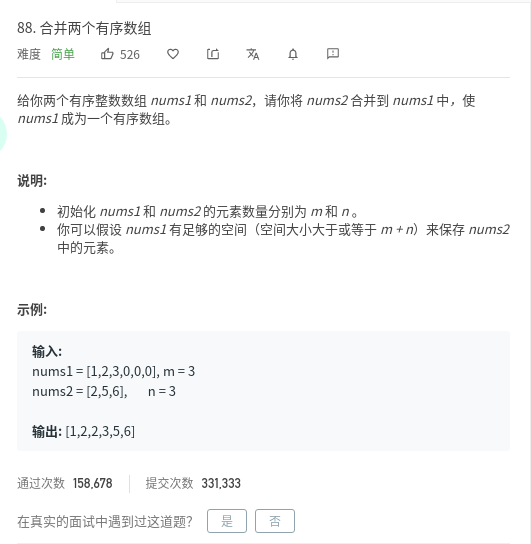 88. 合并两个有序数组
难度 简单 526
给你两个有序整数数组 nums1 和 nums2，请你将 nums2 合并到 nums1 中，使
nums1 成为一个有序数组。
说明:
初始化 nums1 和 nums2 的元素数量分别为 m 和 n 。
你可以假设 nums1 有足够的空间（空间大小大于或等于 m + n）来保存 nums2
中的元素。
示例:
输入:
nums1 = [1,2,3,0,0,0], m = 3
nums2 = [2,5,6], n = 3
输出: [1,2,2,3,5,6]
通过次数 158,678 提交次数 331,333
在真实的面试中遇到过这道题？ 是 否